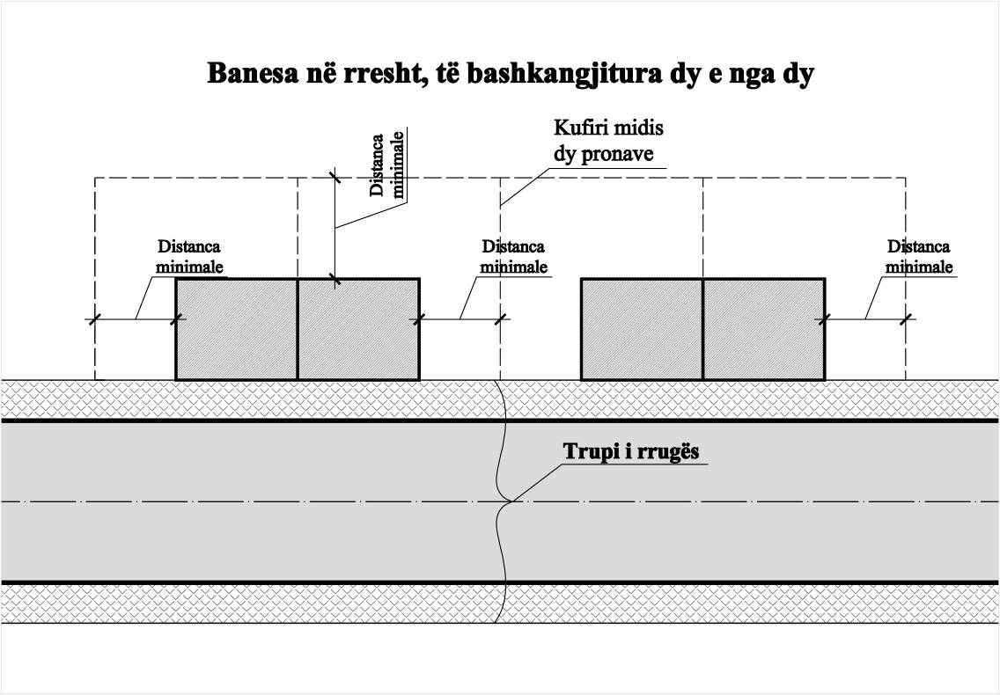 Banesa në rresht, të bashkangjitura dy e nga dy
Kufiri midis
dy pronave
Distanca
minimale
Distanca
minimale
Distanca
minimale
Distanca
minimale
Trupi i rrugës